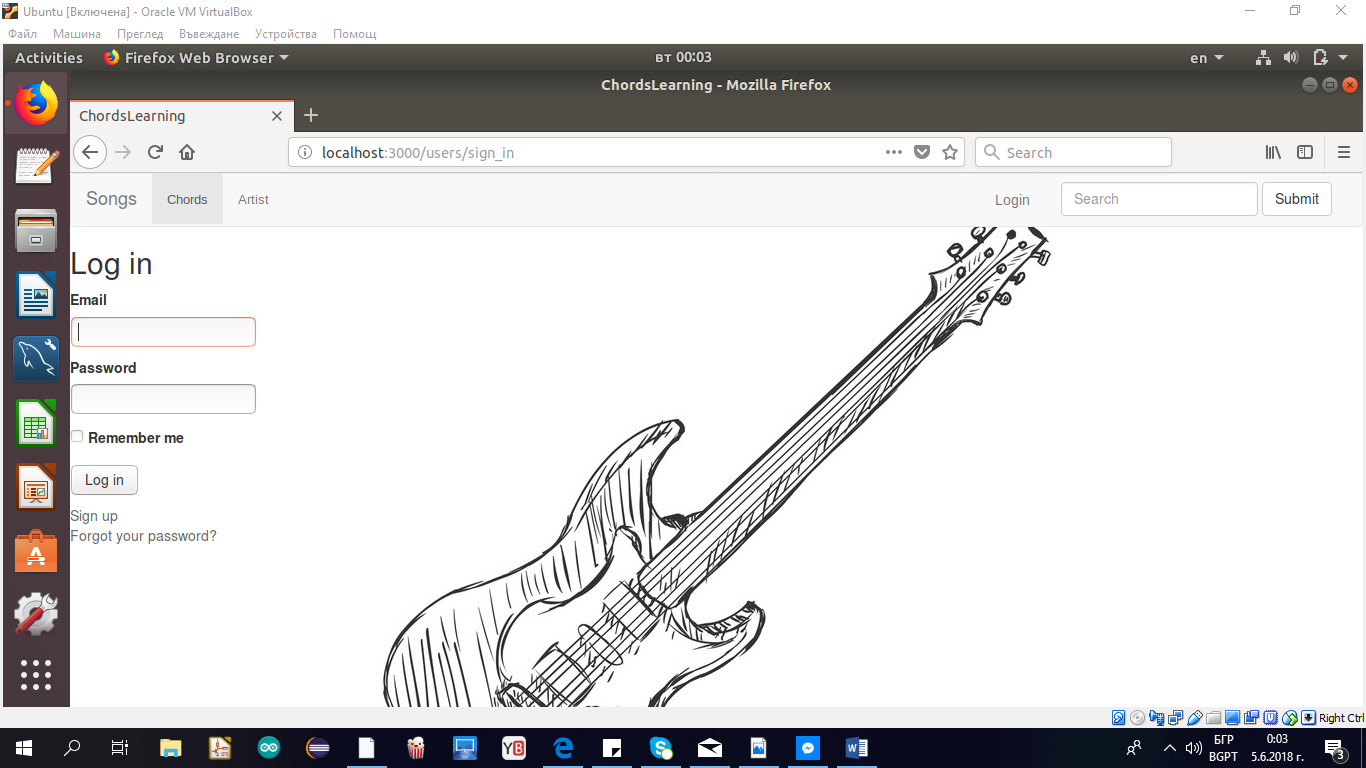 Ubuntu [Включена] - Oracle VM VirtualBox
Файл Машина Преглед Въвеждане Устройства Помощ
Activities Firefox Web Browser вт 00:03 en
ChordsLearning - Mozilla Firefox
ChordsLearning
localhost:3000/users/sign_in Search
Songs Chords Artist Login Search Submit
Log in
Email
Password
Remember me
Log in
Sign up
Forgot your password?
Right Ctrl
БГР 0:03
BGPT 5.6.2018 г.
3